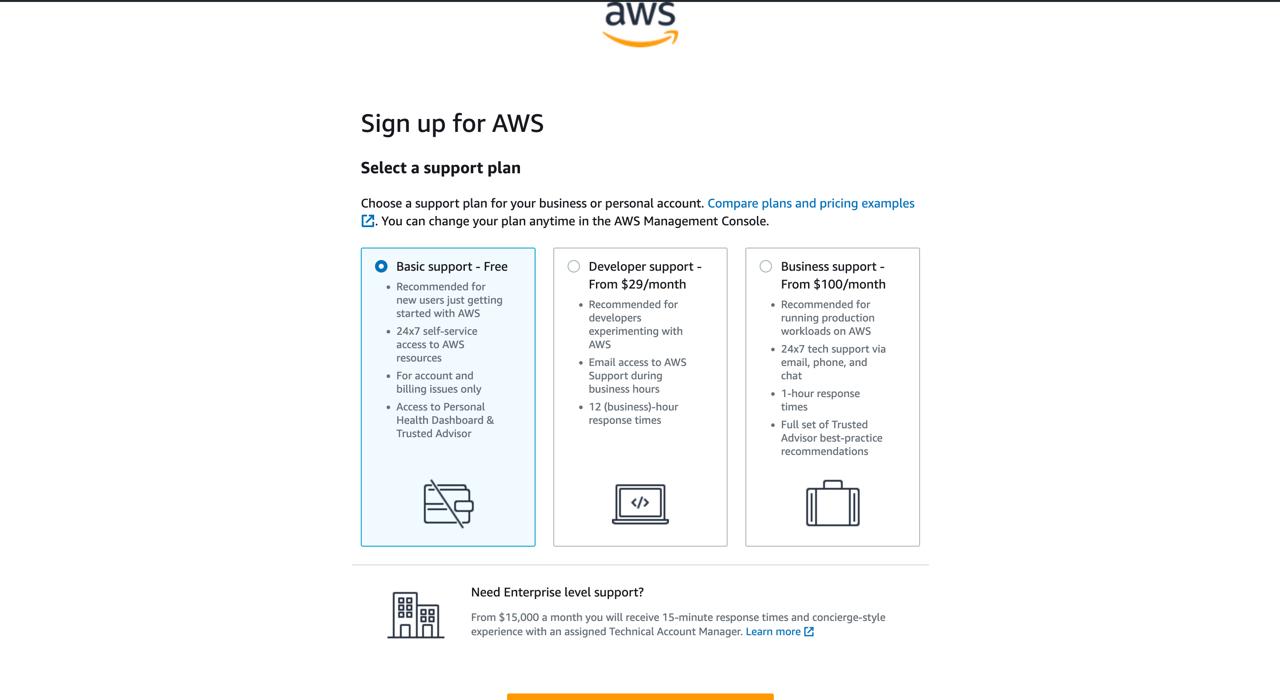 aws
Sign up for AWS
Select a support plan
Choose a support plan for your business or personal account. Compare plans and pricing examples
. You can change your plan anytime in the AWS Management Console.
Basic support - Free
• Recommended for
new users just getting
started with AWS
• 24x7 self-service
access to AWS
resources
• For account and
billing issues only
• Access to Personal
Health Dashboard &
Trusted Advisor
Developer support -
From $29/month
• Recommended for
developers
experimenting with
AWS
• Email access to AWS
Support during
business hours
• 12 (business)-hour
response times
</>
Business support -
From $100/month
• Recommended for
running production
workloads on AWS
• 24x7 tech support via
email, phone, and
chat
• 1-hour response
times
• Full set of Trusted
Advisor best-practice
recommendations
Need Enterprise level support?
From $15,000 a month you will receive 15-minute response times and concierge-style
experience with an assigned Technical Account Manager. Learn more